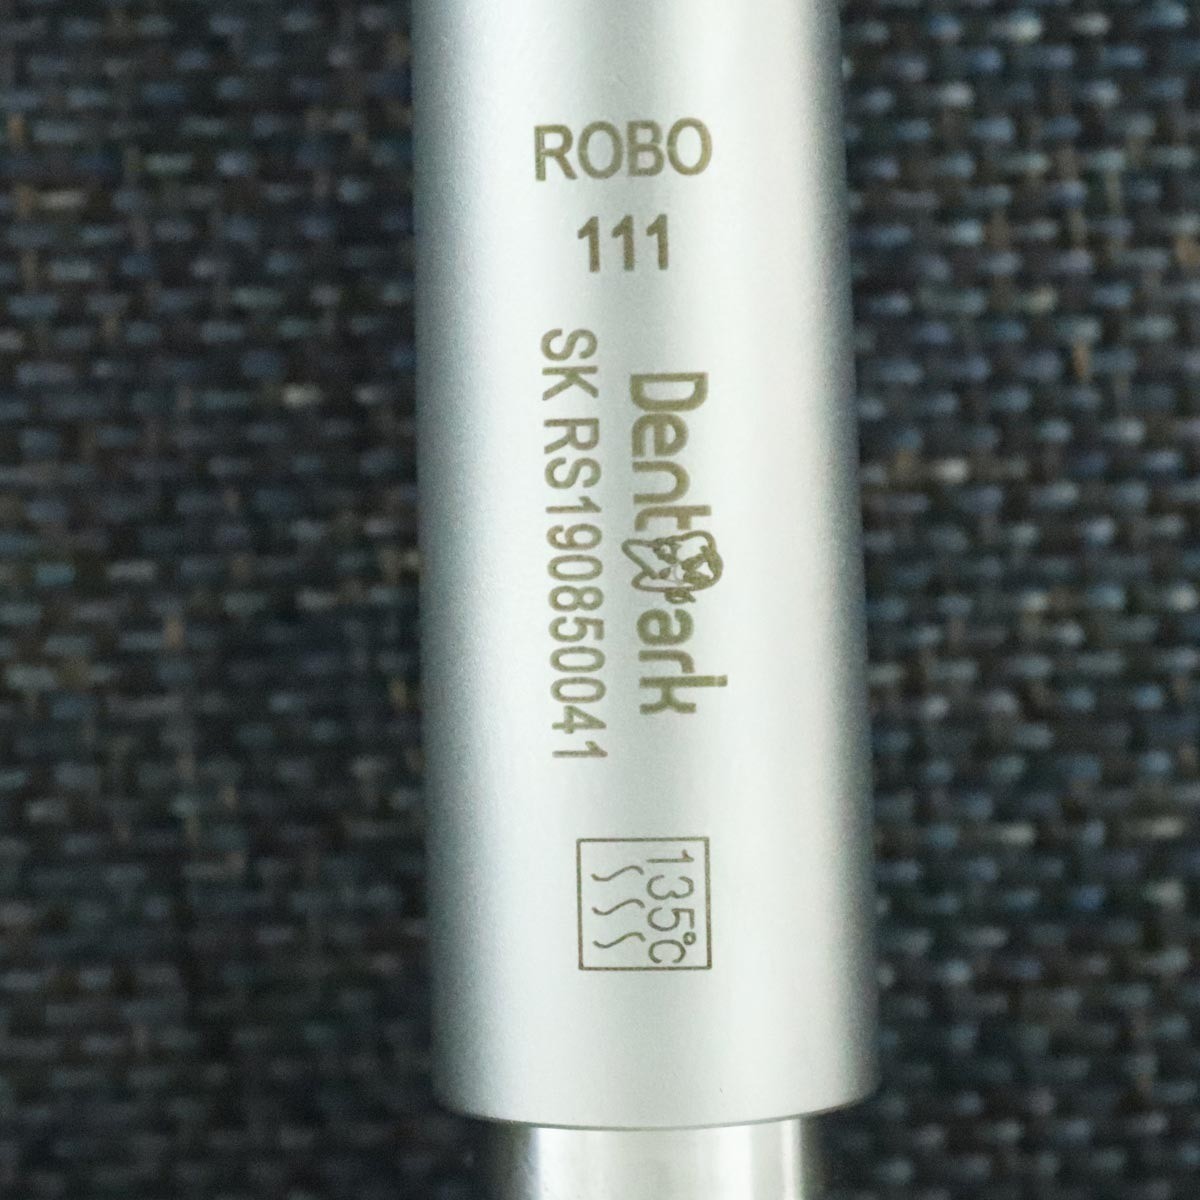 ROBO
111
Dentmark
SK RS190850041
135°C